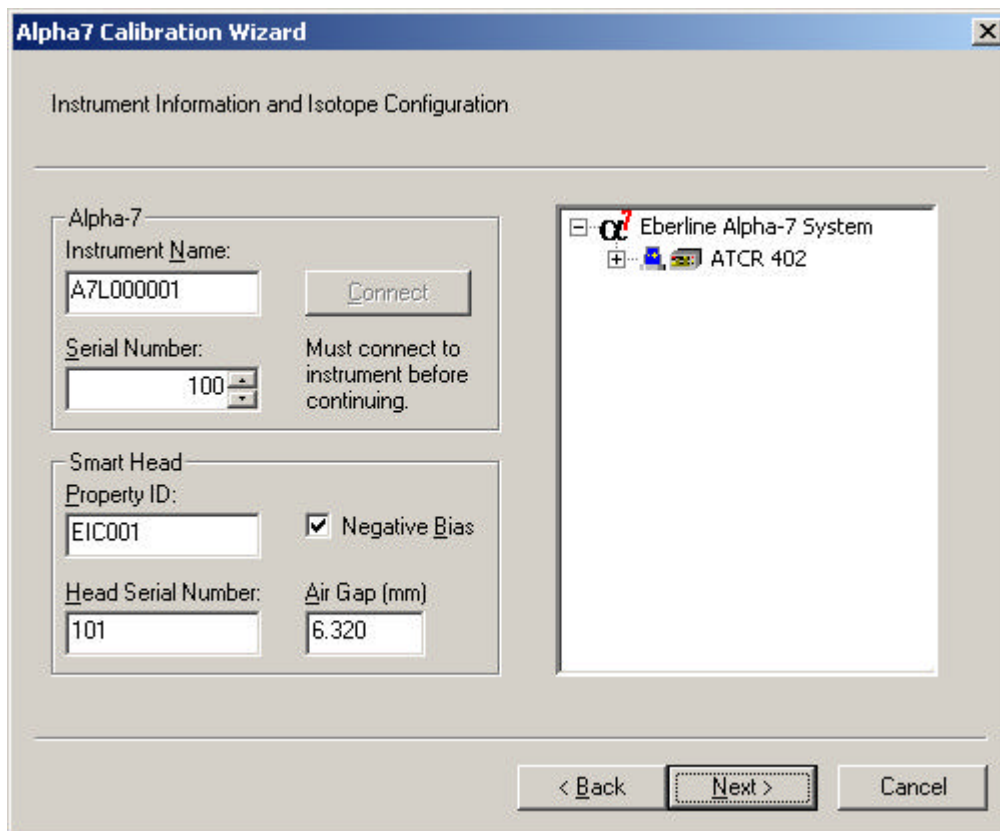 Alpha7 Calibration Wizard
Instrument Information and Isotope Configuration
Alpha-7
Instrument Name:
A7L000001
Connect
Serial Number:
100
Must connect to
instrument before
continuing.
Smart Head
Property ID:
EIC001
Negative Bias
Head Serial Number:
101
Air Gap (mm)
6.320
α7 Eberline Alpha-7 System
ATCR 402
< Back
Next >
Cancel